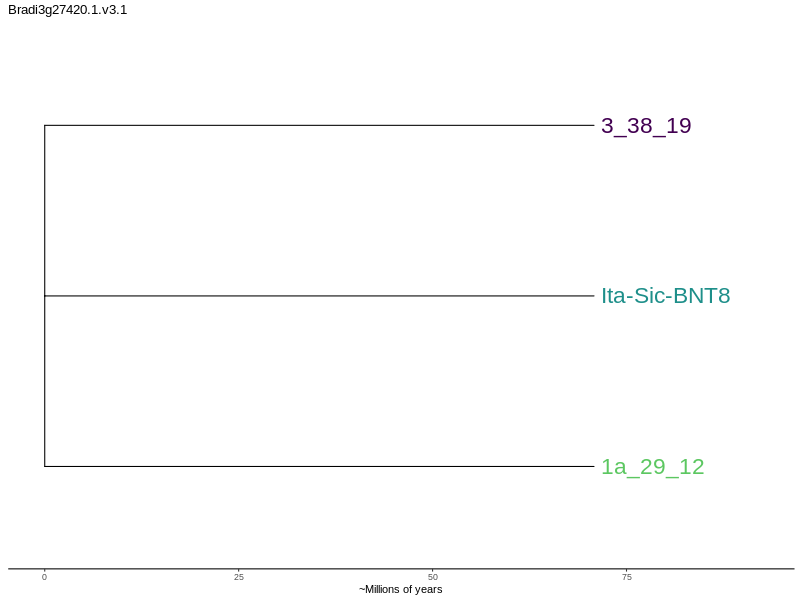 Bradi3g27420.1.v3.1
3_38_19
Ita-Sic-BNT8
1a_29_12
0 25 50 75
~Millions of years